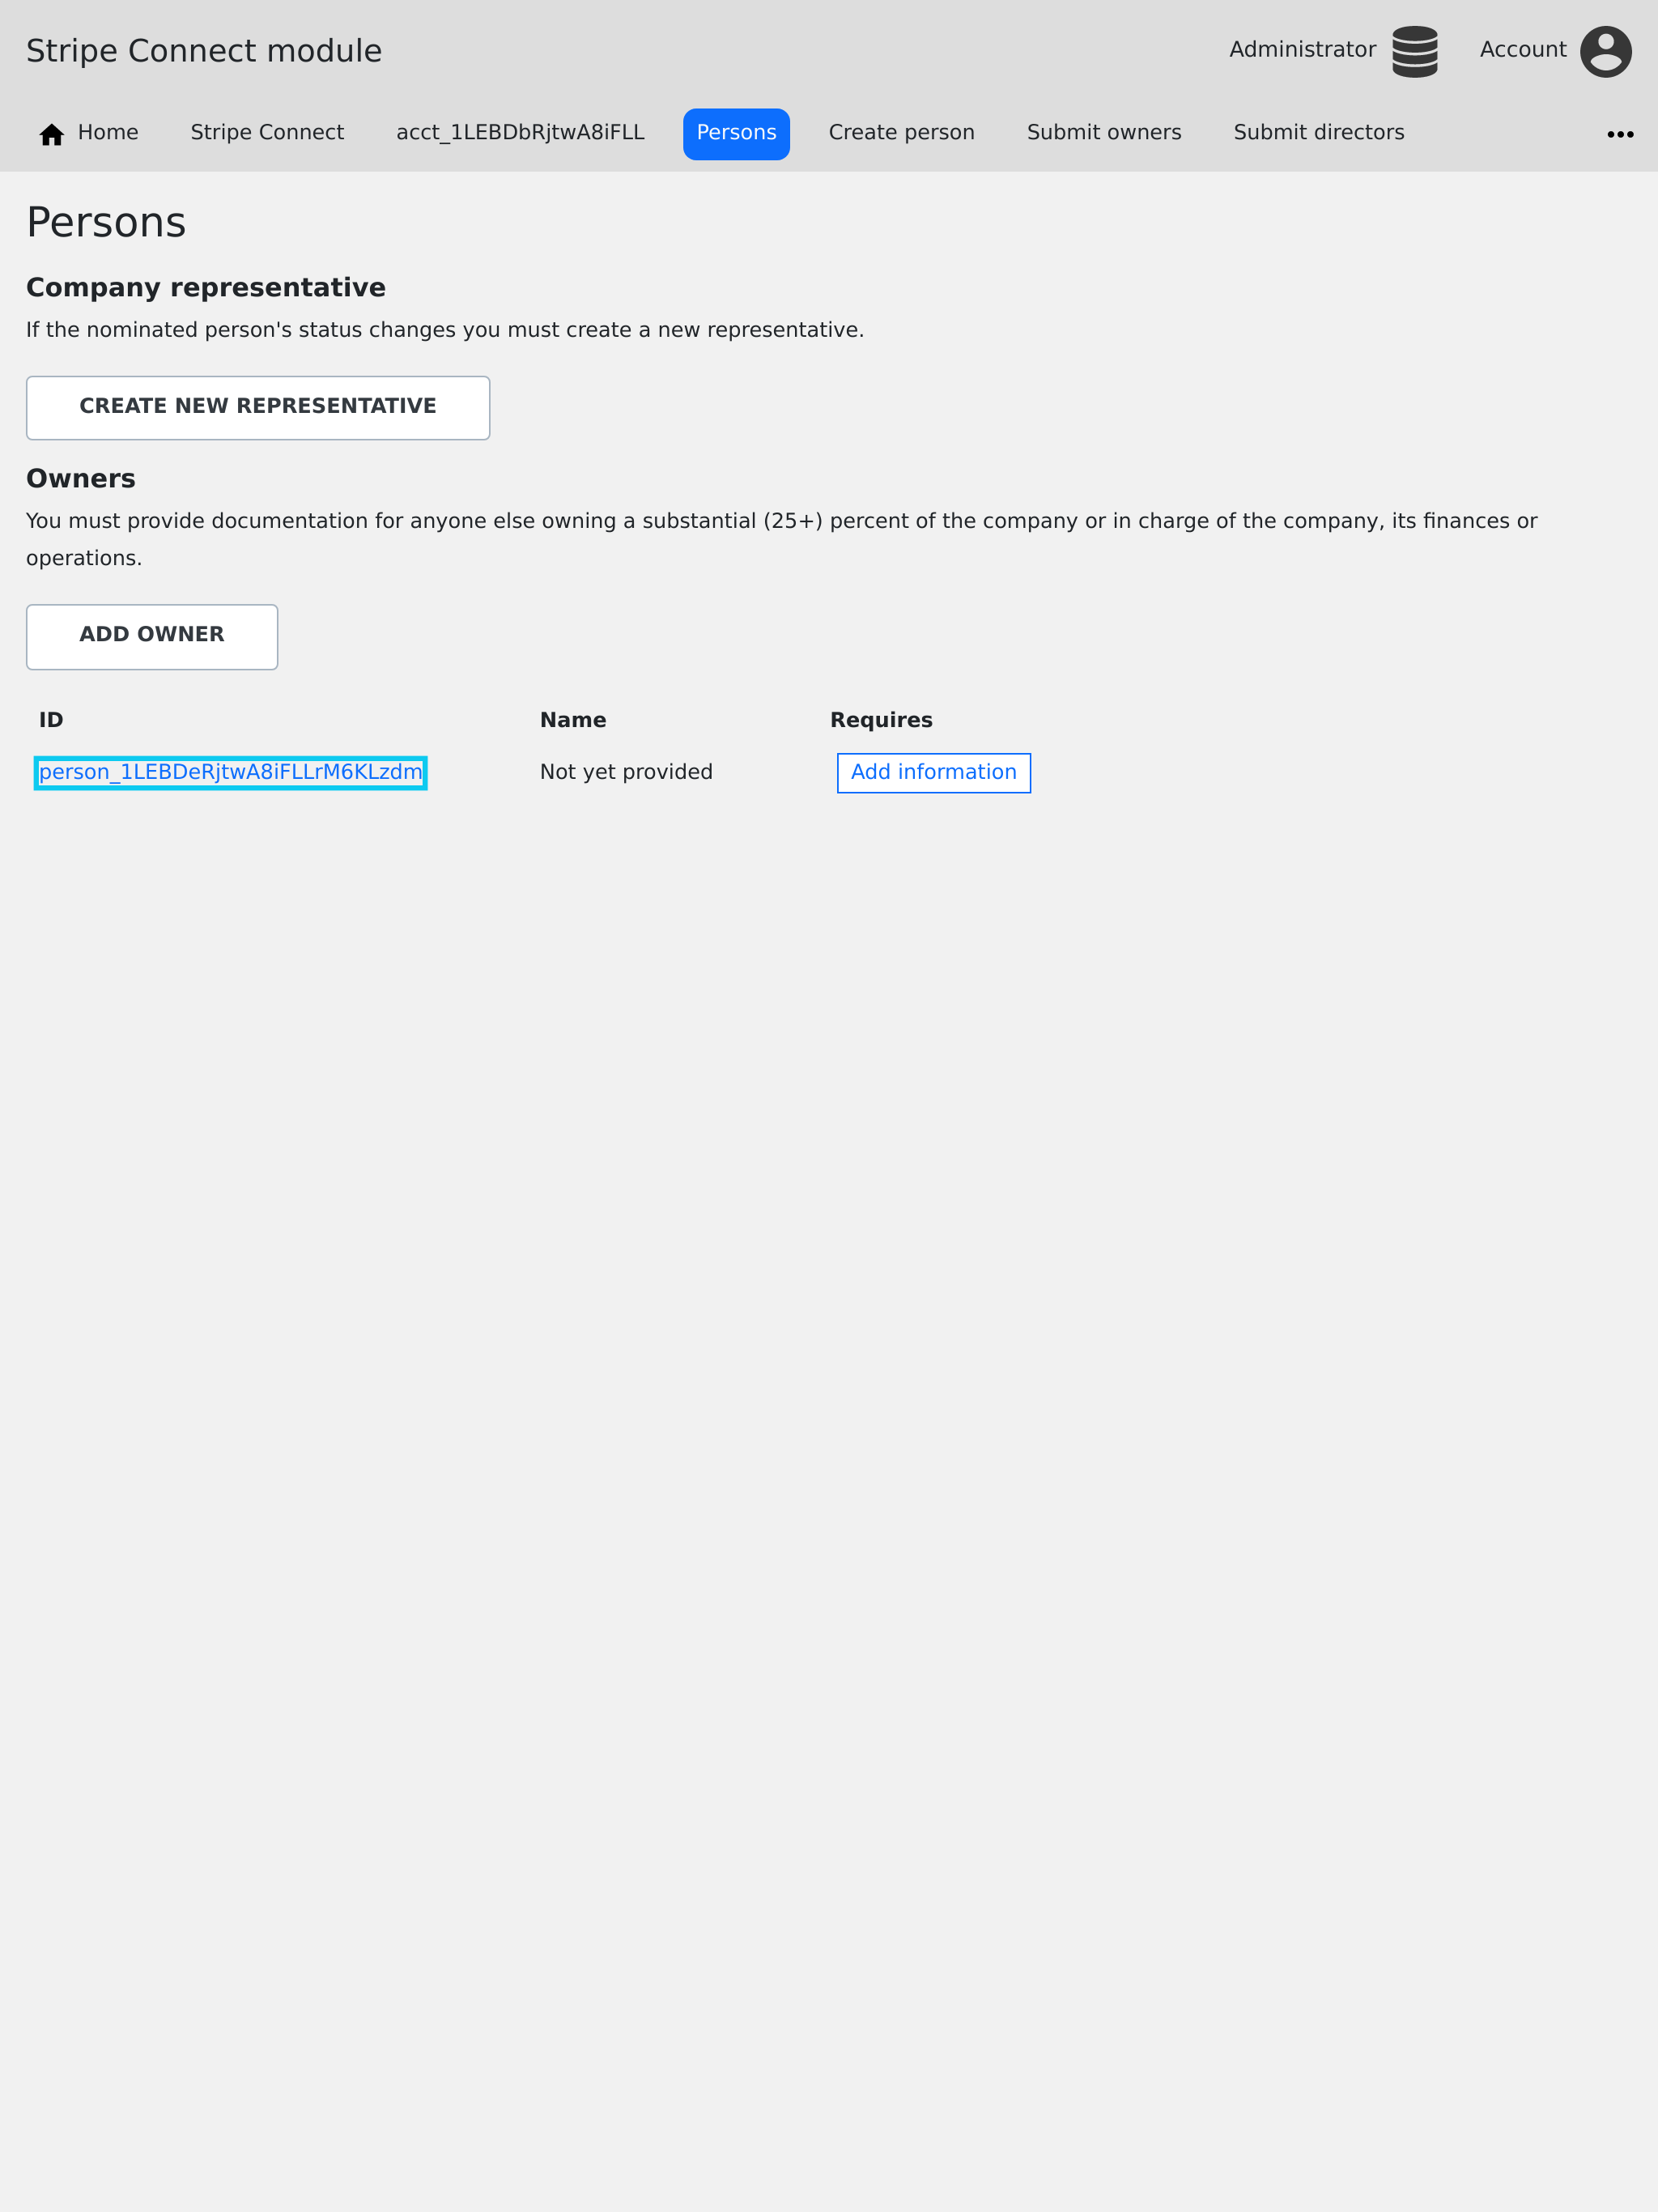 Stripe Connect module
Administrator
Account
Home
Stripe Connect
acct_1LEBDbRjtwA8iFLL
Persons
Create person
Submit owners
Submit directors
Persons
Company representative
If the nominated person's status changes you must create a new representative.
CREATE NEW REPRESENTATIVE
Owners
You must provide documentation for anyone else owning a substantial (25+) percent of the company or in charge of the company, its finances or
operations.
ADD OWNER
ID Name Requires
person_1LEBDeRjtwA8iFLLrM6KLzdm Not yet provided Add information